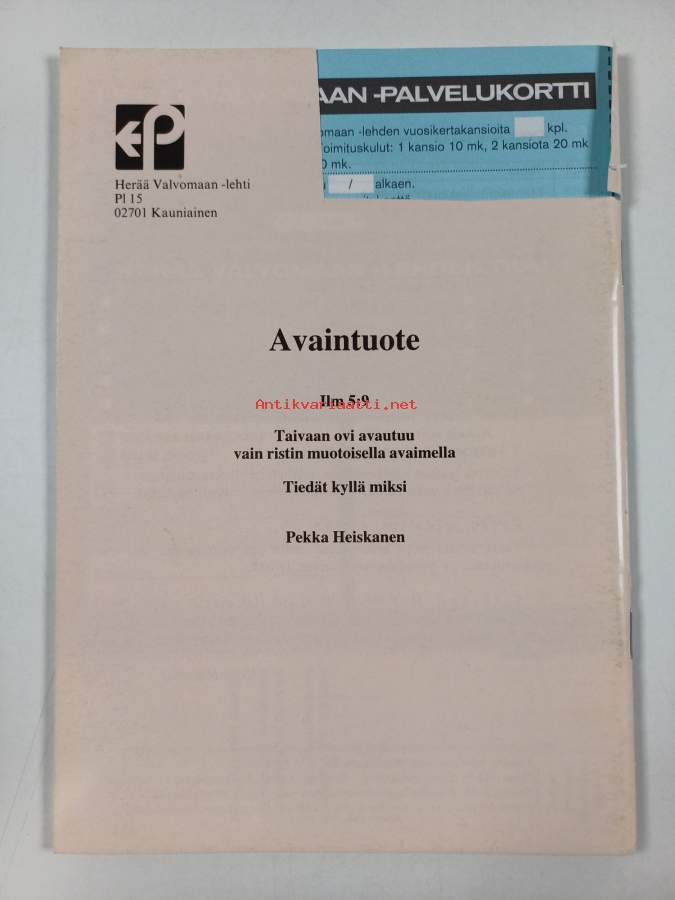 AAN -PALVELUKORTTI
omaan -lehden vuosikertakansioita kpl.
oimituskulut: 1 kansio 10 mk, 2 kansiota 20 mk
0 mk.
/ alkaen.
Herää Valvomaan -lehti
Pl 15
02701 Kauniainen
Avaintuote
Ilm 5:9
Antikvariaatti.net
Taivaan ovi avautuu
vain ristin muotoisella avaimella
Tiedät kyllä miksi
Pekka Heiskanen